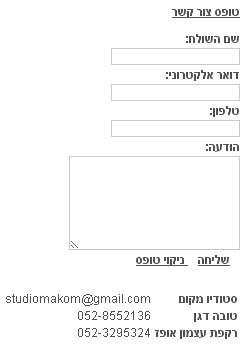 טופס צור קשר
שם השולח:
דואר אלקטרוני:
טלפון:
הודעה:
שליחה ניקוי טופס
סטודיו מקום studiomakom@gmail.com
טובה דגן 052-8552136
רקפת עצמון אופז 052-3295324